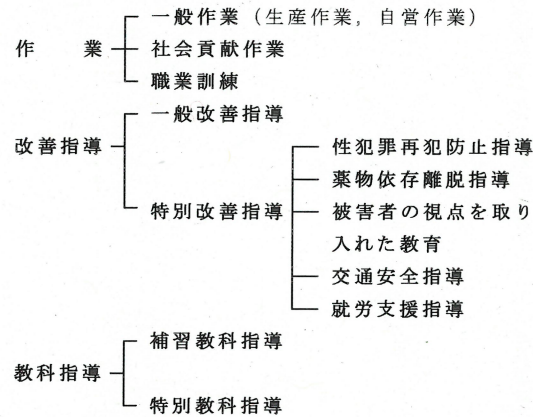 一般作業（生産作業，自営作業）
作　業　社会貢献作業
職業訓練
一般改善指導
改善指導
性犯罪再犯防止指導
薬物依存離脱指導
特別改善指導　被害者の視点を取り
入れた教育
交通安全指導
就労支援指導
補習教科指導
教科指導
特別教科指導